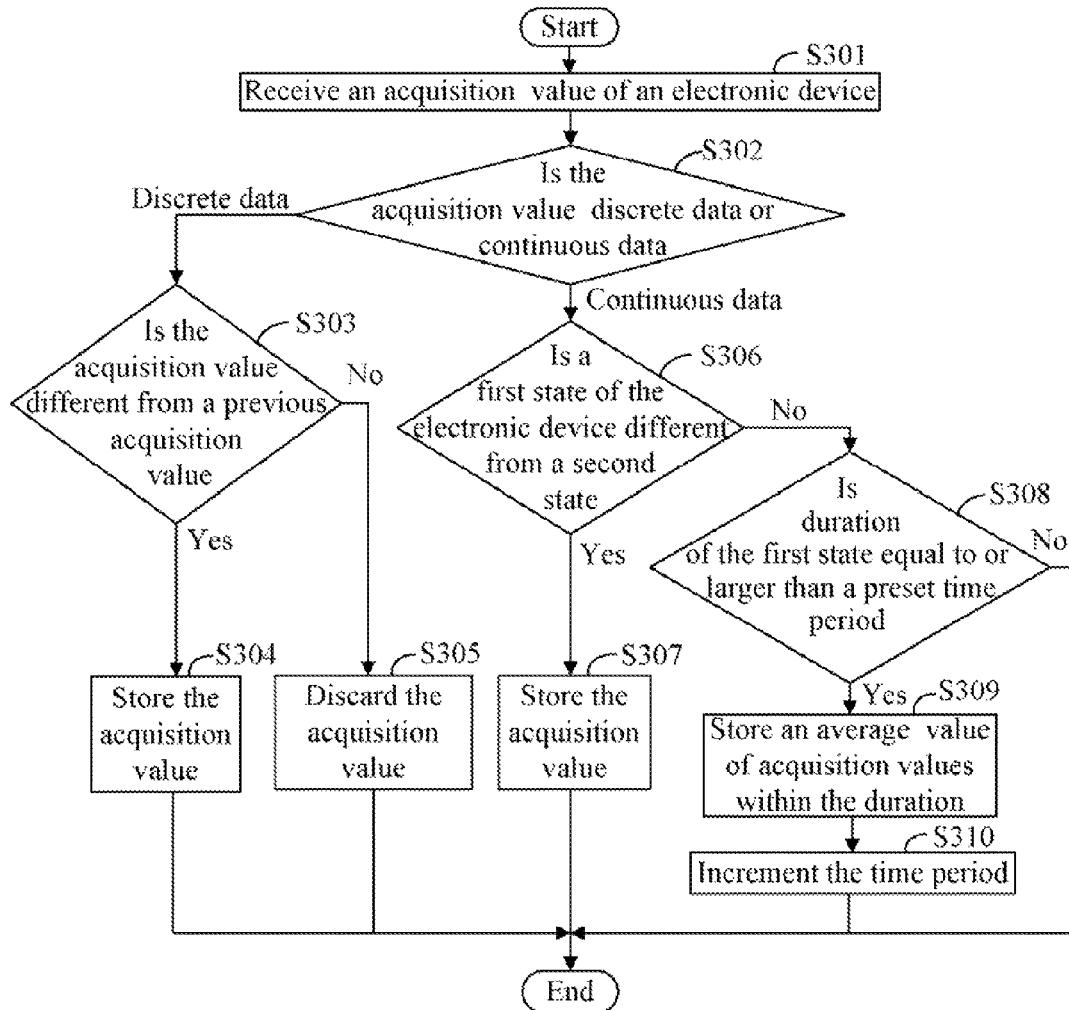 Start
S301
Receive an acquisition value of an electronic device
S302
Is the
acquisition value discrete data or
continuous data
Discrete data
Continuous data
S303
Is the
acquisition value
different from a previous
acquisition
value
No
Yes
S306
Is a
first state of the
electronic device different
from a second
state
No
Yes
S308
Is
duration
of the first state equal to or
larger than a preset time
period
No
Yes
S304
Store the
acquisition
value
S305
Discard the
acquisition
value
S307
Store the
acquisition
value
S309
Store an average value
of acquisition values
within the duration
S310
Increment the time period
End